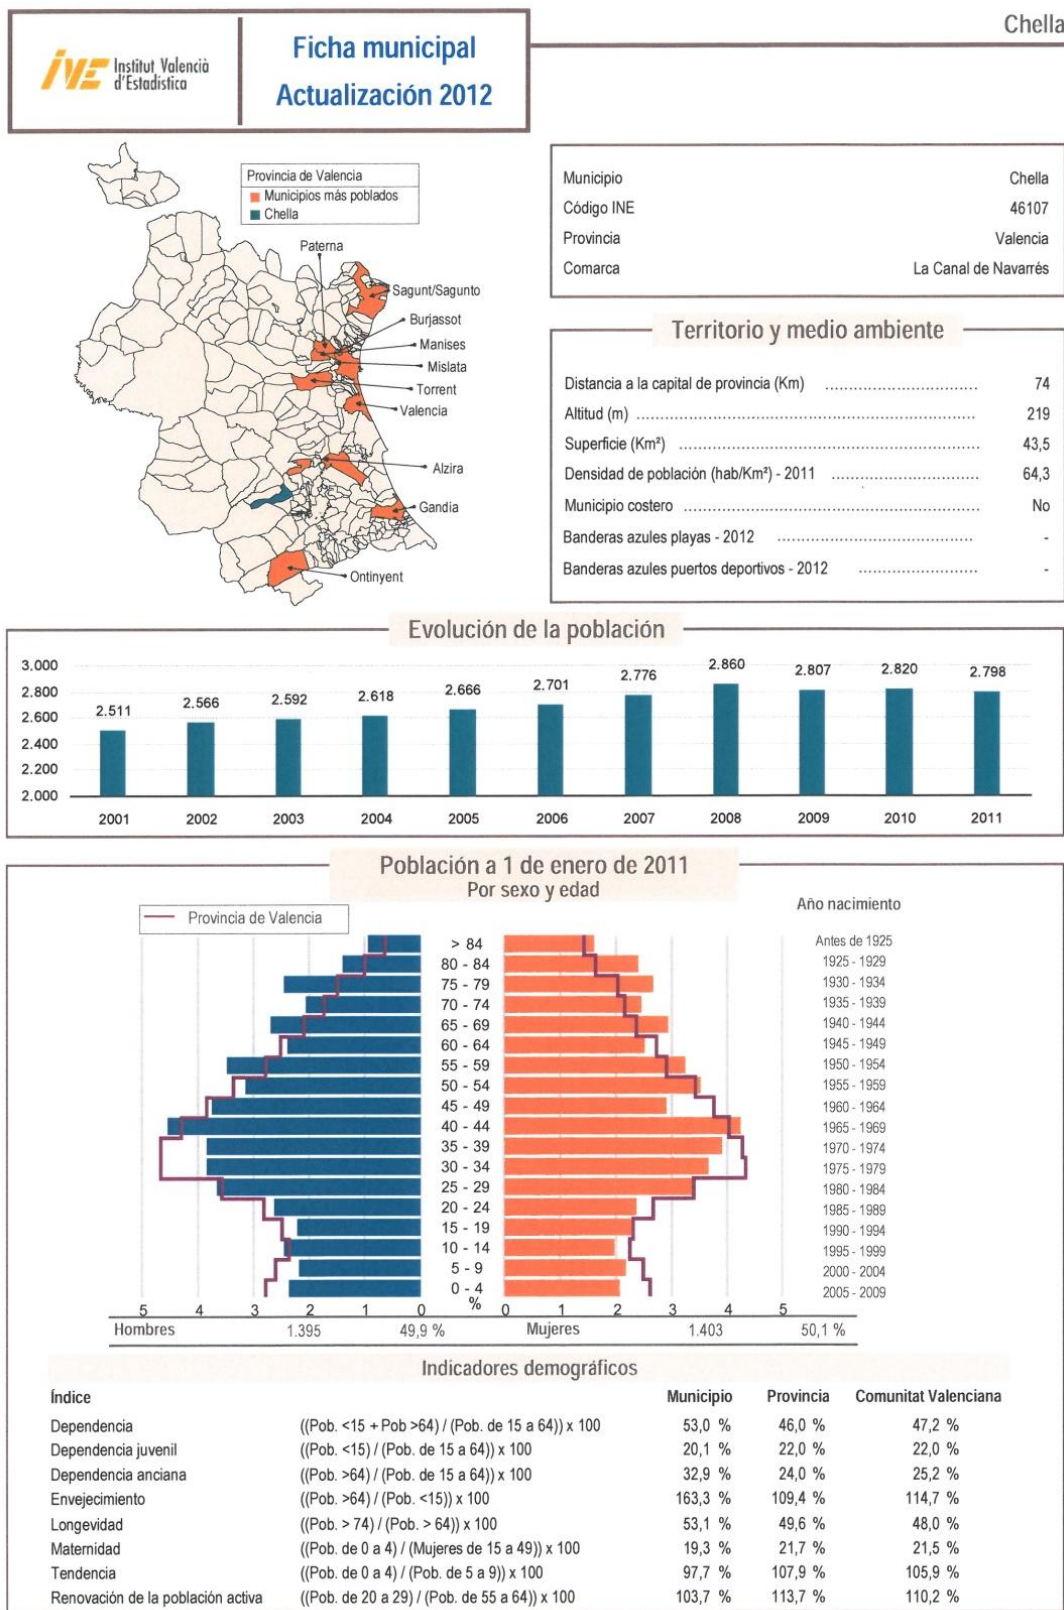 Chella
iVE Institut Valencià
d'Estadística
Ficha municipal
Actualización 2012
Provincia de Valencia
Municipios más poblados
Chella
Paterna
Sagunt/Sagunto
Burjassot
Manises
Mislata
Torrent
Valencia
Alzira
Gandia
Ontinyent
Municipio Chella
Código INE 46107
Provincia Valencia
Comarca La Canal de Navarrés
Territorio y medio ambiente
Distancia a la capital de provincia (Km) ........................................ 74
Altitud (m) ........................................ 219
Superficie (Km²) ........................................ 43,5
Densidad de población (hab/Km²) - 2011 ........................................ 64,3
Municipio costero ........................................ No
Banderas azules playas - 2012 ........................................ -
Banderas azules puertos deportivos - 2012 ........................................ -
Evolución de la población
3.000
2.800
2.600
2.400
2.200
2.000
2.511 2.566 2.592 2.618 2.666 2.701 2.776 2.860 2.807 2.820 2.798
2001 2002 2003 2004 2005 2006 2007 2008 2009 2010 2011
Población a 1 de enero de 2011
Por sexo y edad
Provincia de Valencia
Año nacimiento
> 84 Antes de 1925
80 - 84 1925 - 1929
75 - 79 1930 - 1934
70 - 74 1935 - 1939
65 - 69 1940 - 1944
60 - 64 1945 - 1949
55 - 59 1950 - 1954
50 - 54 1955 - 1959
45 - 49 1960 - 1964
40 - 44 1965 - 1969
35 - 39 1970 - 1974
30 - 34 1975 - 1979
25 - 29 1980 - 1984
20 - 24 1985 - 1989
15 - 19 1990 - 1994
10 - 14 1995 - 1999
5 - 9 2000 - 2004
0 - 4 2005 - 2009
5 4 3 2 1 0 % 0 1 2 3 4 5
Hombres 1.395 49,9 % Mujeres 1.403 50,1 %
Indicadores demográficos
Índice Municipio Provincia Comunitat Valenciana
Dependencia ((Pob. <15 + Pob >64) / (Pob. de 15 a 64)) x 100 53,0 % 46,0 % 47,2 %
Dependencia juvenil ((Pob. <15) / (Pob. de 15 a 64)) x 100 20,1 % 22,0 % 22,0 %
Dependencia anciana ((Pob. >64) / (Pob. de 15 a 64)) x 100 32,9 % 24,0 % 25,2 %
Envejecimiento ((Pob. >64) / (Pob. <15)) x 100 163,3 % 109,4 % 114,7 %
Longevidad ((Pob. > 74) / (Pob. > 64)) x 100 53,1 % 49,6 % 48,0 %
Maternidad ((Pob. de 0 a 4) / (Mujeres de 15 a 49)) x 100 19,3 % 21,7 % 21,5 %
Tendencia ((Pob. de 0 a 4) / (Pob. de 5 a 9)) x 100 97,7 % 107,9 % 105,9 %
Renovación de la población activa ((Pob. de 20 a 29) / (Pob. de 55 a 64)) x 100 103,7 % 113,7 % 110,2 %